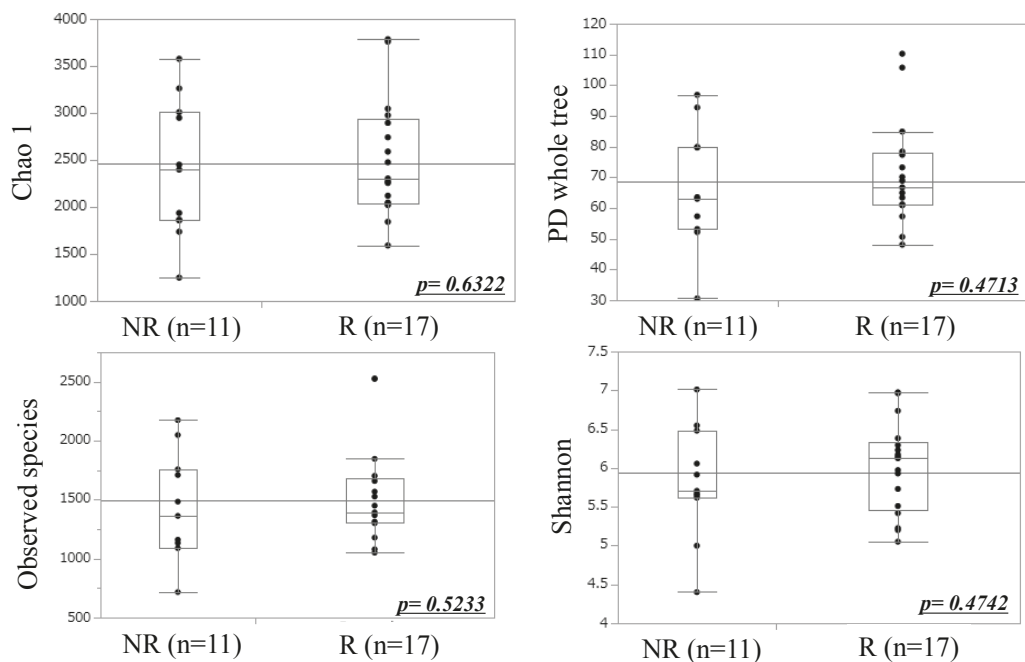 Chao 1
4000
3500
3000
2500
2000
1500
1000
p= 0.6322
NR (n=11)
R (n=17)
PD whole tree
120
110
100
90
80
70
60
50
40
30
p= 0.4713
NR (n=11)
R (n=17)
Observed species
2500
2000
1500
1000
500
p= 0.5233
NR (n=11)
R (n=17)
Shannon
7.5
7
6.5
6
5.5
5
4.5
4
p= 0.4742
NR (n=11)
R (n=17)